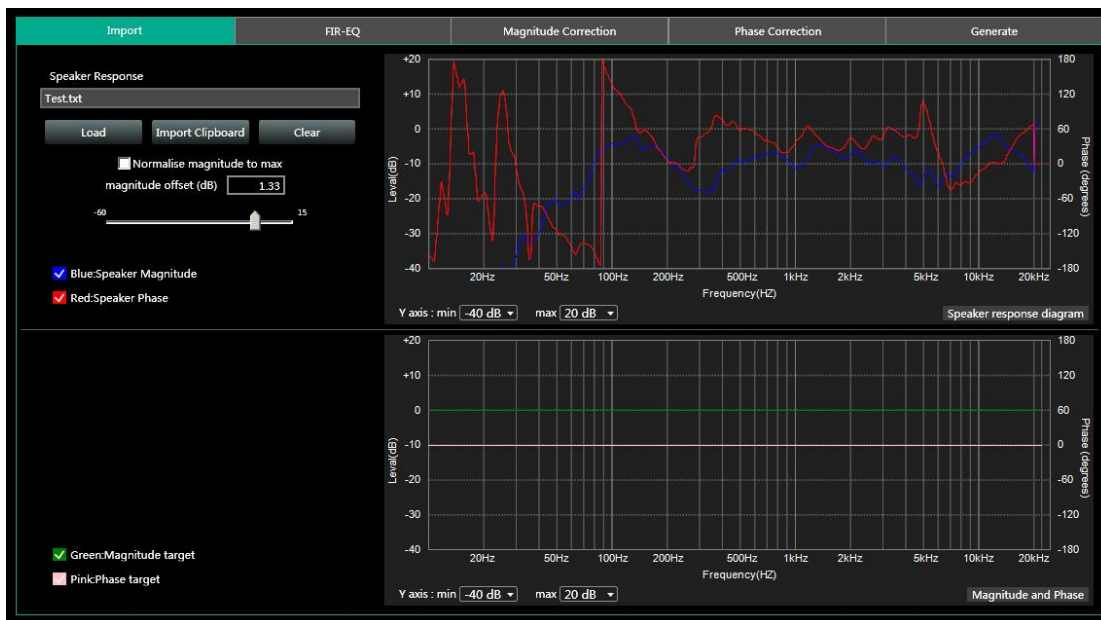 Import FIR-EQ Magnitude Correction Phase Correction Generate
Speaker Response
Test.txt
Load Import Clipboard Clear
Normalise magnitude to max
magnitude offset (dB) 1.33
-60 15
Blue:Speaker Magnitude
Red:Speaker Phase
+20 180
+10 120
0 60
-10 0
-20 -60
-30 -120
-40 -180
Leval(dB)
Phase (degrees)
20Hz 50Hz 100Hz 200Hz 500Hz 1kHz 2kHz 5kHz 10kHz 20kHz
Frequency(HZ)
Y axis : min -40 dB max 20 dB Speaker response diagram
+20 180
+10 120
0 60
-10 0
-20 -60
-30 -120
-40 -180
Leval(dB)
Phase (degrees)
20Hz 50Hz 100Hz 200Hz 500Hz 1kHz 2kHz 5kHz 10kHz 20kHz
Frequency(HZ)
Green:Magnitude target
Pink:Phase target
Y axis : min -40 dB max 20 dB Magnitude and Phase